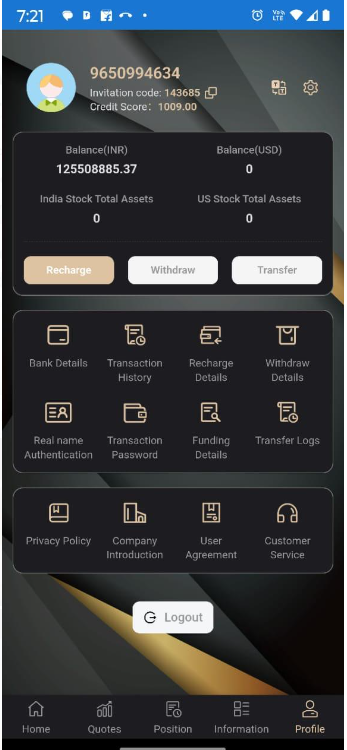 7:21
9650994634
Invitation code: 143685
Credit Score: 1009.00
Balance(INR) Balance(USD)
125508885.37 0
India Stock Total Assets US Stock Total Assets
0 0
Recharge Withdraw Transfer
Bank Details Transaction History Recharge Details Withdraw Details
Real name Authentication Transaction Password Funding Details Transfer Logs
Privacy Policy Company Introduction User Agreement Customer Service
Logout
Home Quotes Position Information Profile